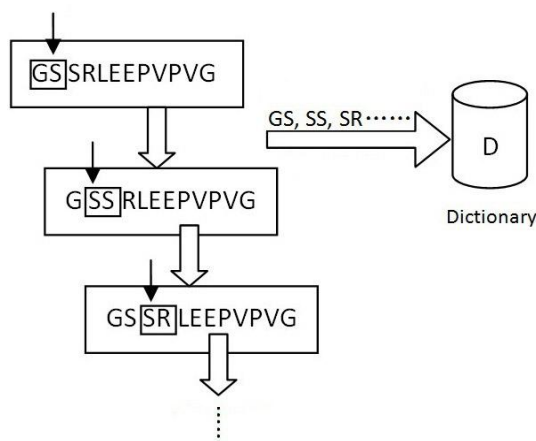 GSSRLEEPVPVG
GS, SS, SR……
D
GSSRLEEPVPVG
Dictionary
GSSRLEEPVPVG